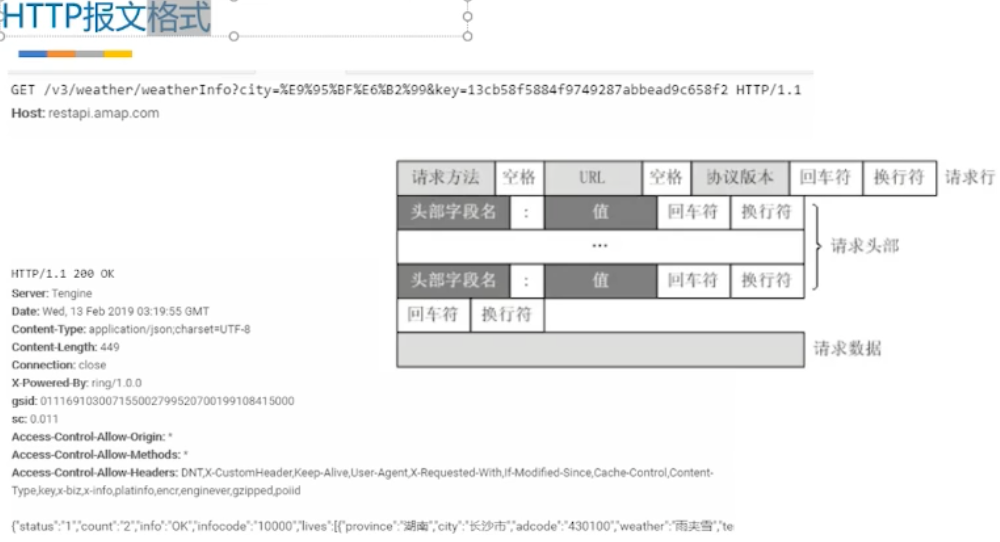 HTTP报文格式
GET /v3/weather/weatherInfo?city=%E9%95%BF%E6%B2%99&key=13cb58f5884f9749287abbead9c658f2 HTTP/1.1
Host: restapi.amap.com
请求方法 空格 URL 空格 协议版本 回车符 换行符 请求行
头部字段名 : 值 回车符 换行符
... 请求头部
头部字段名 : 值 回车符 换行符
回车符 换行符
请求数据
HTTP/1.1 200 OK
Server: Tengine
Date: Wed, 13 Feb 2019 03:19:55 GMT
Content-Type: application/json;charset=UTF-8
Content-Length: 449
Connection: close
X-Powered-By: ring/1.0.0
gsid: 011169103007155002799520700199108415000
sc: 0.011
Access-Control-Allow-Origin: *
Access-Control-Allow-Methods: *
Access-Control-Allow-Headers: DNT,X-CustomHeader,Keep-Alive,User-Agent,X-Requested-With,If-Modified-Since,Cache-Control,Content-
Type,key,x-biz,x-info,platinfo,encr,enginever,gzipped,poiid
{"status":"1","count":"2","info":"OK","infocode":"10000","lives":[{"province":"湖南","city":"长沙市","adcode":"430100","weather":"雨夹雪","te